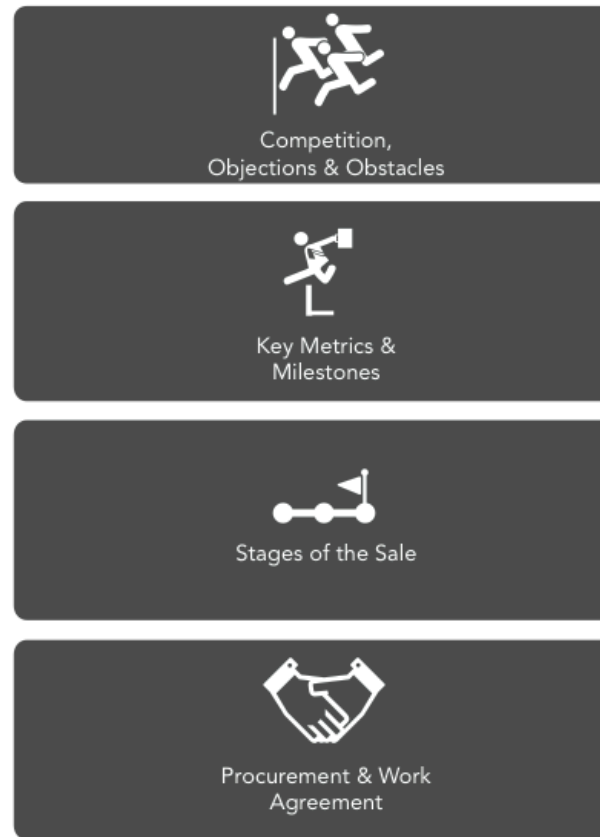 Competition,
Objections & Obstacles
Key Metrics &
Milestones
Stages of the Sale
Procurement & Work
Agreement